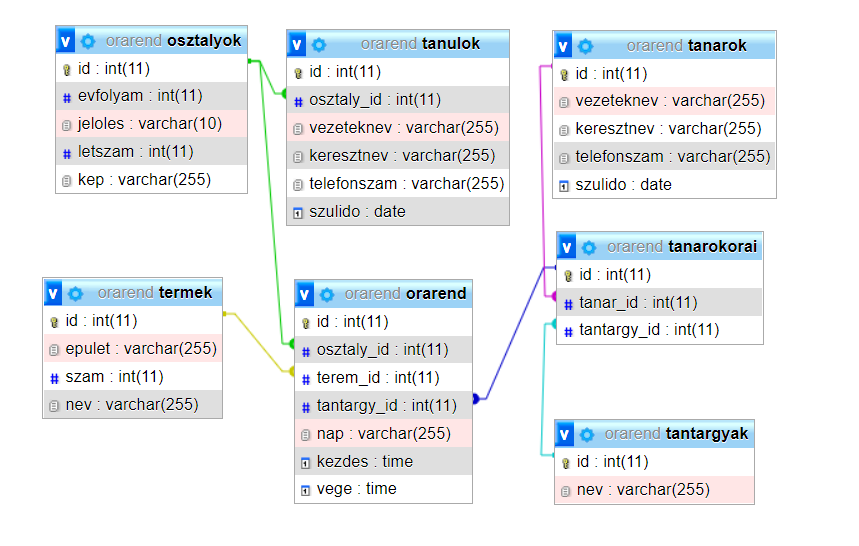 orarend osztalyok
id : int(11)
evfolyam : int(11)
jeloles : varchar(10)
letszam : int(11)
kep : varchar(255)
orarend tanulok
id : int(11)
osztaly_id : int(11)
vezeteknev : varchar(255)
keresztnev : varchar(255)
telefonszam : varchar(255)
szulido : date
orarend tanarok
id : int(11)
vezeteknev : varchar(255)
keresztnev : varchar(255)
telefonszam : varchar(255)
szulido : date
orarend termek
id : int(11)
epulet : varchar(255)
szam : int(11)
nev : varchar(255)
orarend orarend
id : int(11)
osztaly_id : int(11)
terem_id : int(11)
tantargy_id : int(11)
nap : varchar(255)
kezdes : time
vege : time
orarend tanarokorai
id : int(11)
tanar_id : int(11)
tantargy_id : int(11)
orarend tantargyak
id : int(11)
nev : varchar(255)